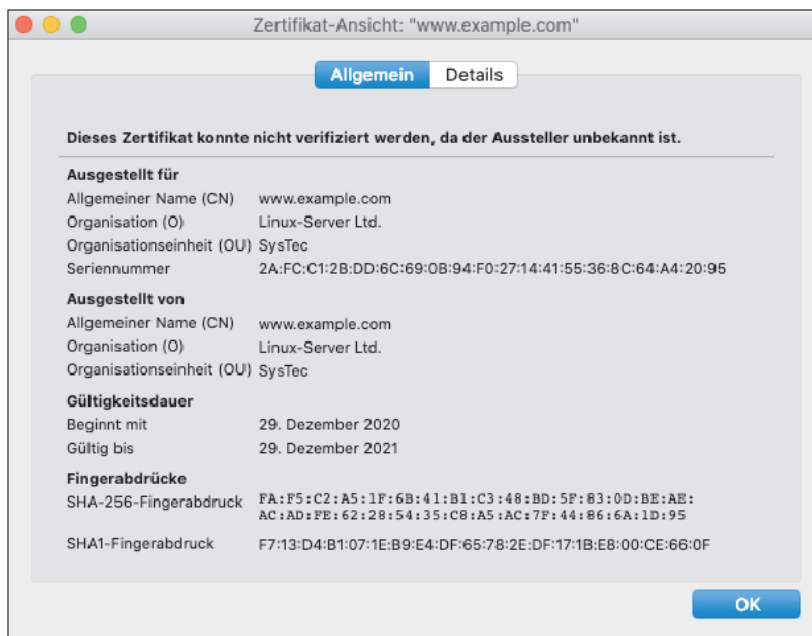 Zertifikat-Ansicht: "www.example.com"
Allgemein Details
Dieses Zertifikat konnte nicht verifiziert werden, da der Aussteller unbekannt ist.
Ausgestellt für
Allgemeiner Name (CN) www.example.com
Organisation (O) Linux-Server Ltd.
Organisationseinheit (OU) SysTec
Seriennummer 2A:FC:C1:2B:DD:6C:69:0B:94:F0:27:14:41:55:36:8C:64:A4:20:95
Ausgestellt von
Allgemeiner Name (CN) www.example.com
Organisation (O) Linux-Server Ltd.
Organisationseinheit (OU) SysTec
Gültigkeitsdauer
Beginnt mit 29. Dezember 2020
Gültig bis 29. Dezember 2021
Fingerabdrücke
SHA-256-Fingerabdruck FA:F5:C2:A5:1F:6B:41:B1:C3:48:BD:5F:83:0D:BE:AE:
AC:AD:FE:62:28:54:35:C8:A5:AC:7F:44:86:6A:1D:95
SHA1-Fingerabdruck F7:13:D4:B1:07:1E:B9:E4:DF:65:78:2E:DF:17:1B:E8:00:CE:66:0F
OK